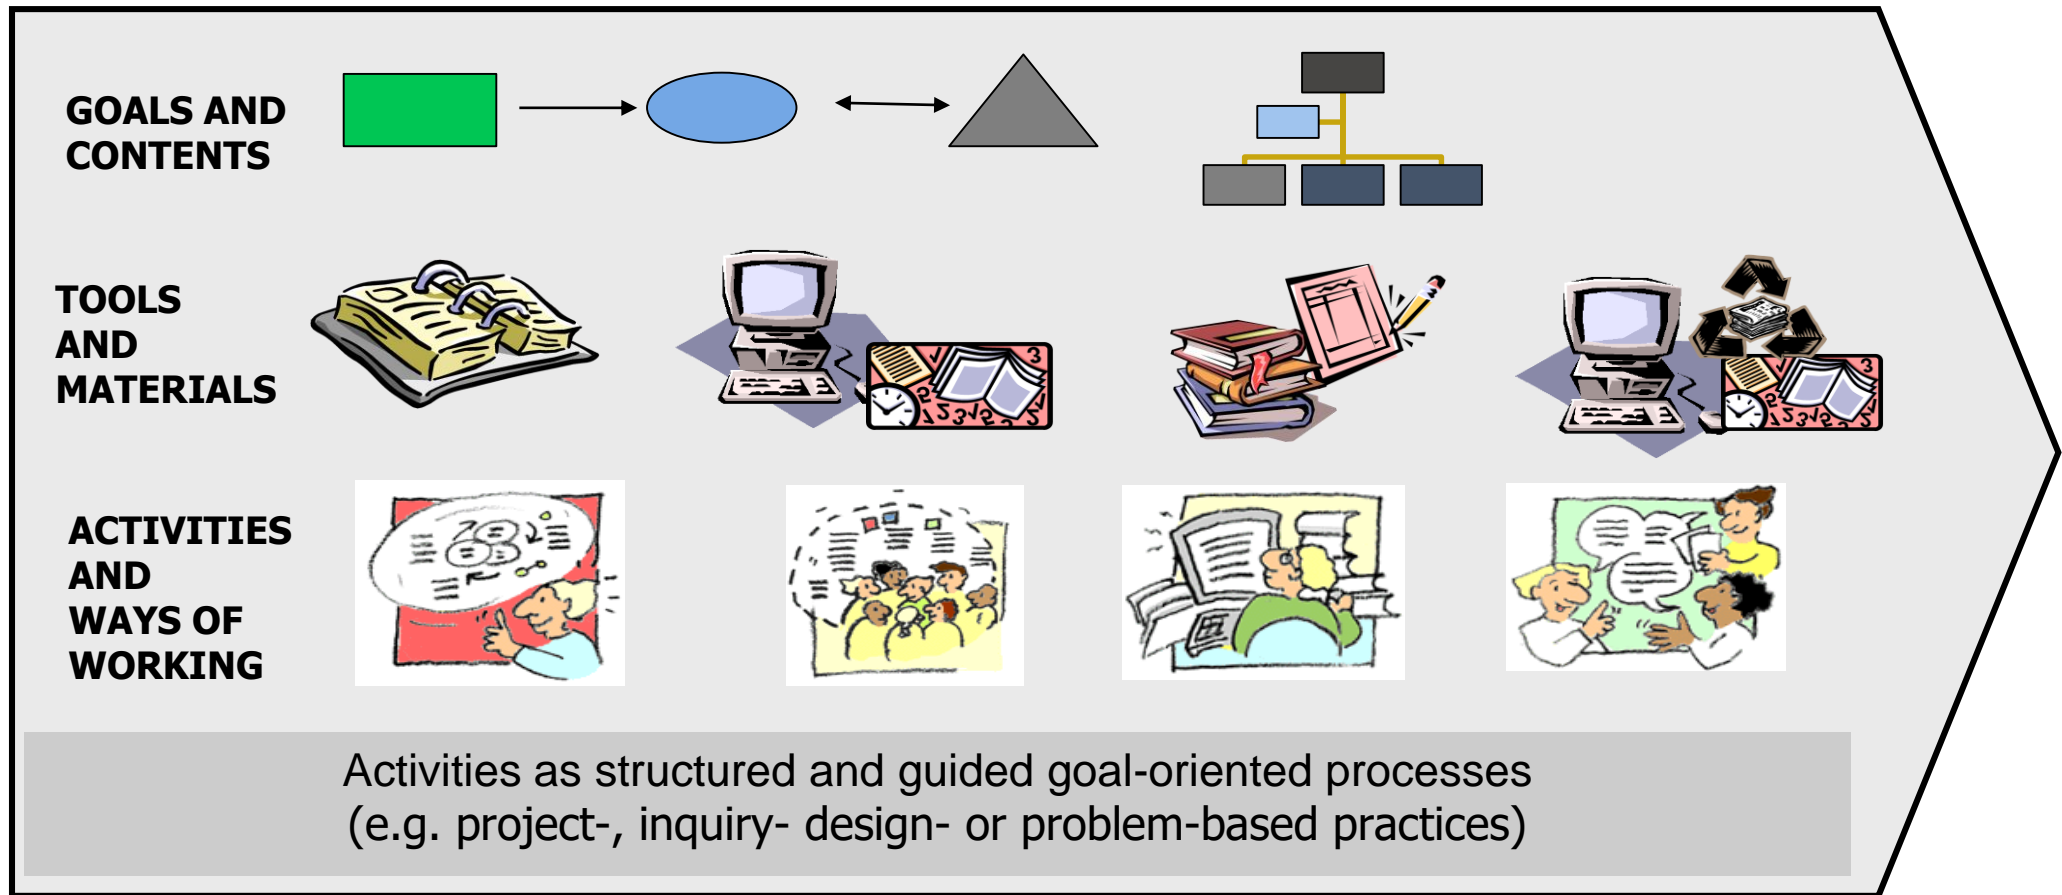 GOALS AND
CONTENTS
TOOLS
AND
MATERIALS
ACTIVITIES
AND
WAYS OF
WORKING
Activities as structured and guided goal-oriented processes
(e.g. project-, inquiry- design- or problem-based practices)